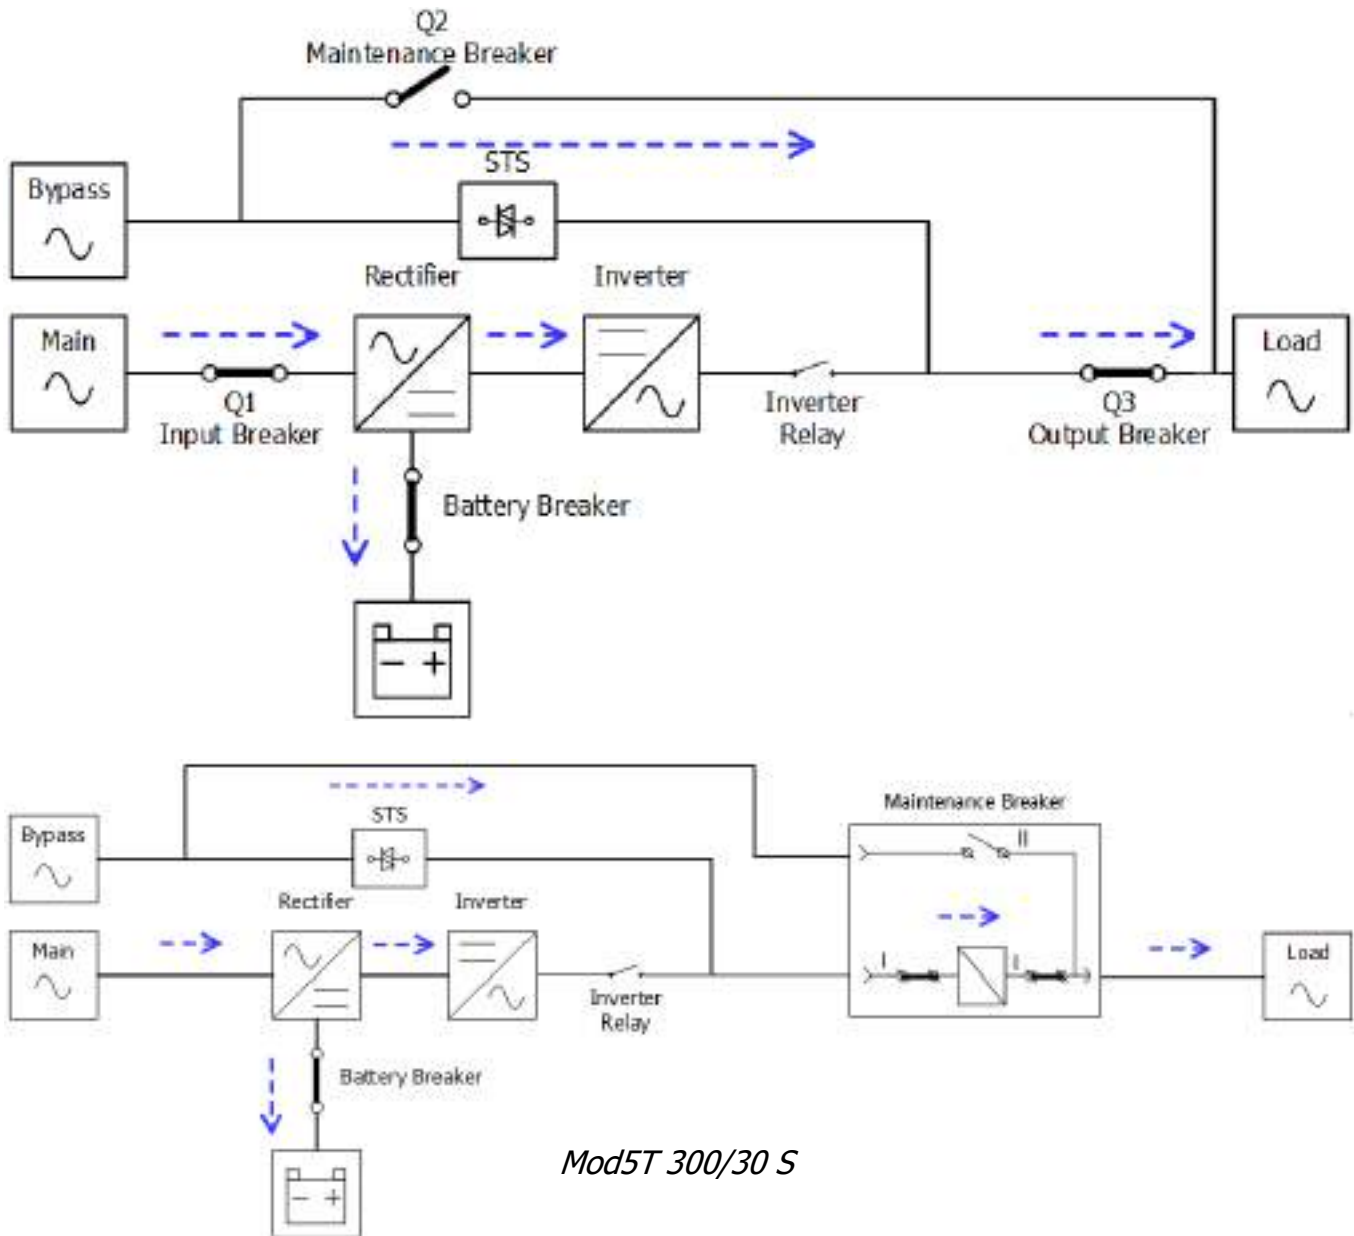 Q2
Maintenance Breaker
STS
Bypass
Rectifier
Inverter
Main
Load
Q1
Input Breaker
Inverter
Relay
Q3
Output Breaker
Battery Breaker
- +
Maintenance Breaker
STS
II
Bypass
Rectifier
Inverter
Main
I
I
Load
Inverter
Relay
Battery Breaker
- +
Mod5T 300/30 S